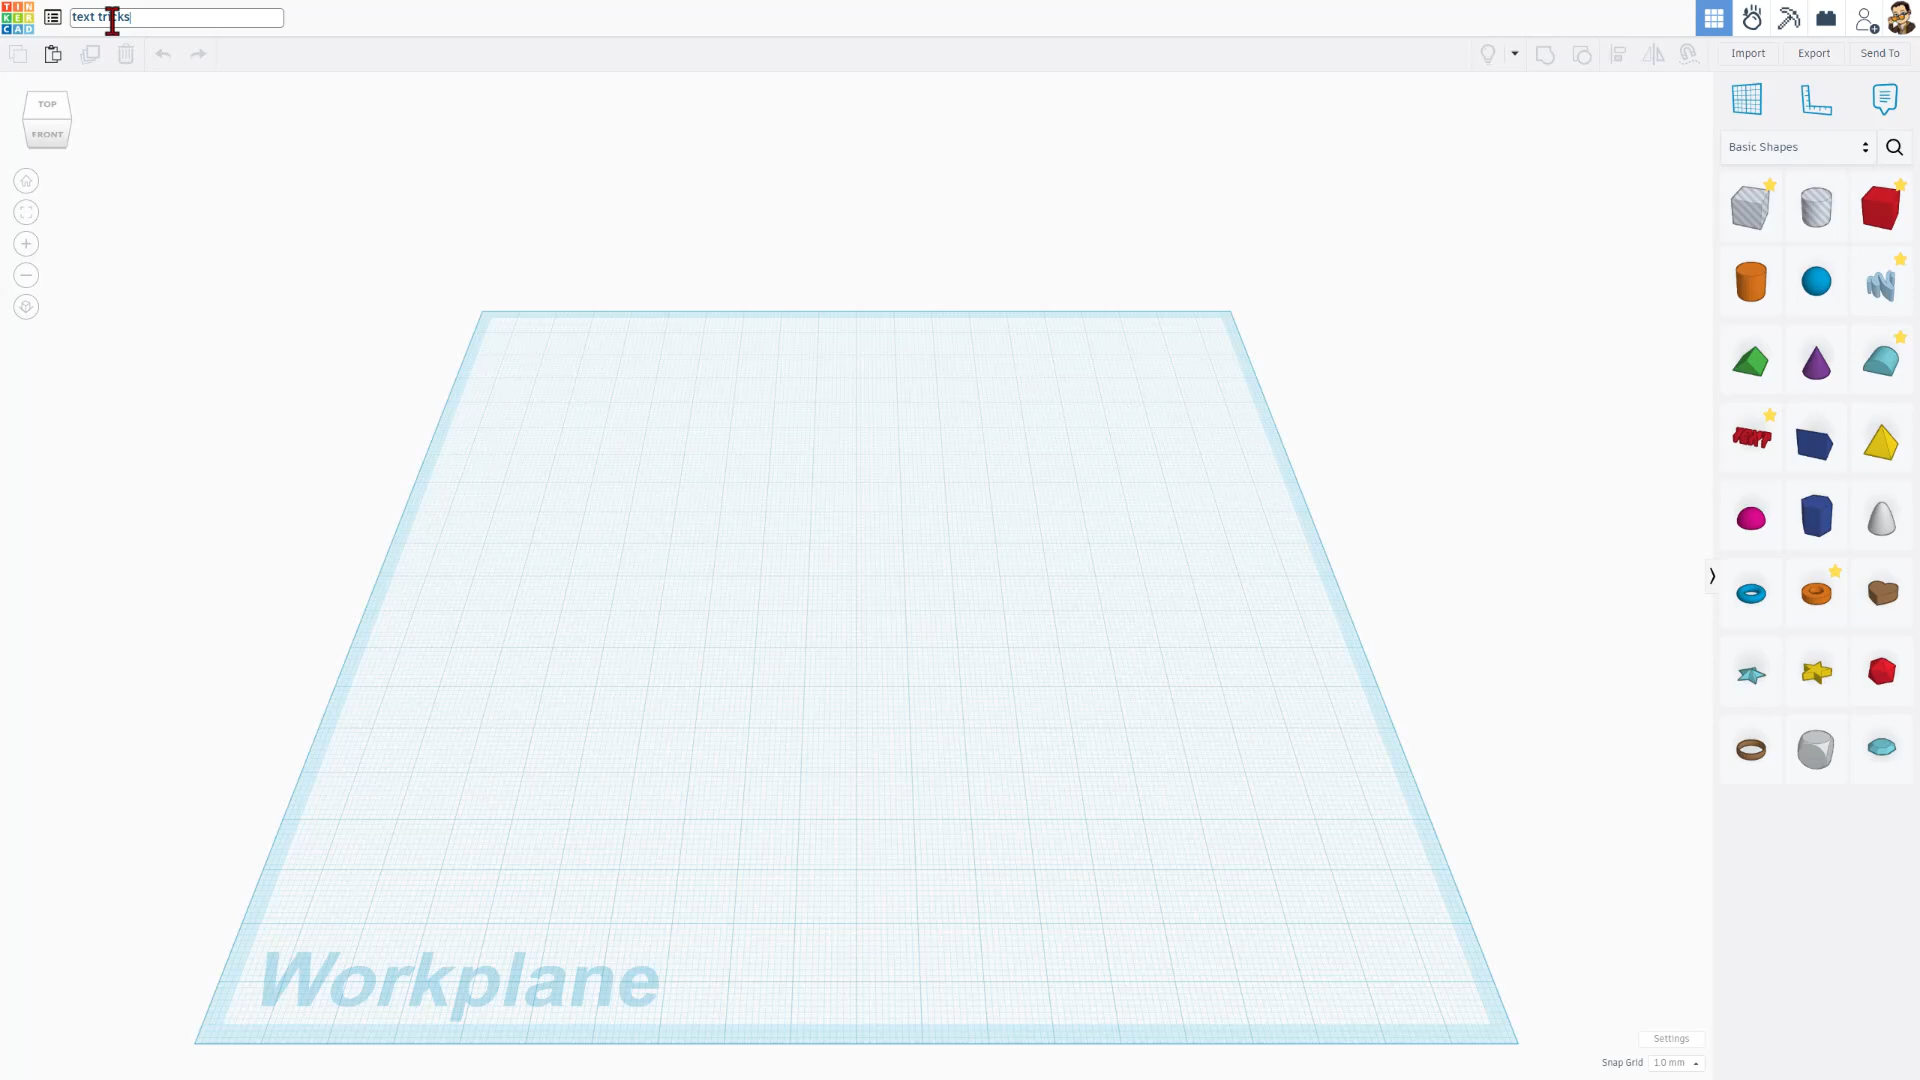 TIN
KER
CAD
text tricks
Import
Export
Send To
TOP
FRONT
Basic Shapes
TEXT
Workplane
Settings
Snap Grid 1.0 mm